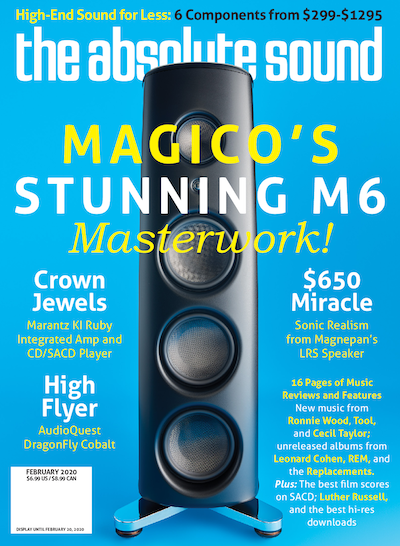 High-End Sound for Less: 6 Components from $299-$1295
the absolute sound
MAGICO'S
STUNNING M6
Masterwork!
Crown
Jewels
Marantz KI Ruby
Integrated Amp and
CD/SACD Player
High
Flyer
AudioQuest
DragonFly Cobalt
$650
Miracle
Sonic Realism
from Magnepan's
LRS Speaker
16 Pages of Music
Reviews and Features
New music from
Ronnie Wood, Tool,
and Cecil Taylor;
unreleased albums from
Leonard Cohen, REM, and
the Replacements.
Plus: The best film scores
on SACD; Luther Russell,
and the best hi-res
downloads
FEBRUARY 2020
$6.99 US / $8.99 CAN
DISPLAY UNTIL FEBRUARY 20, 2020